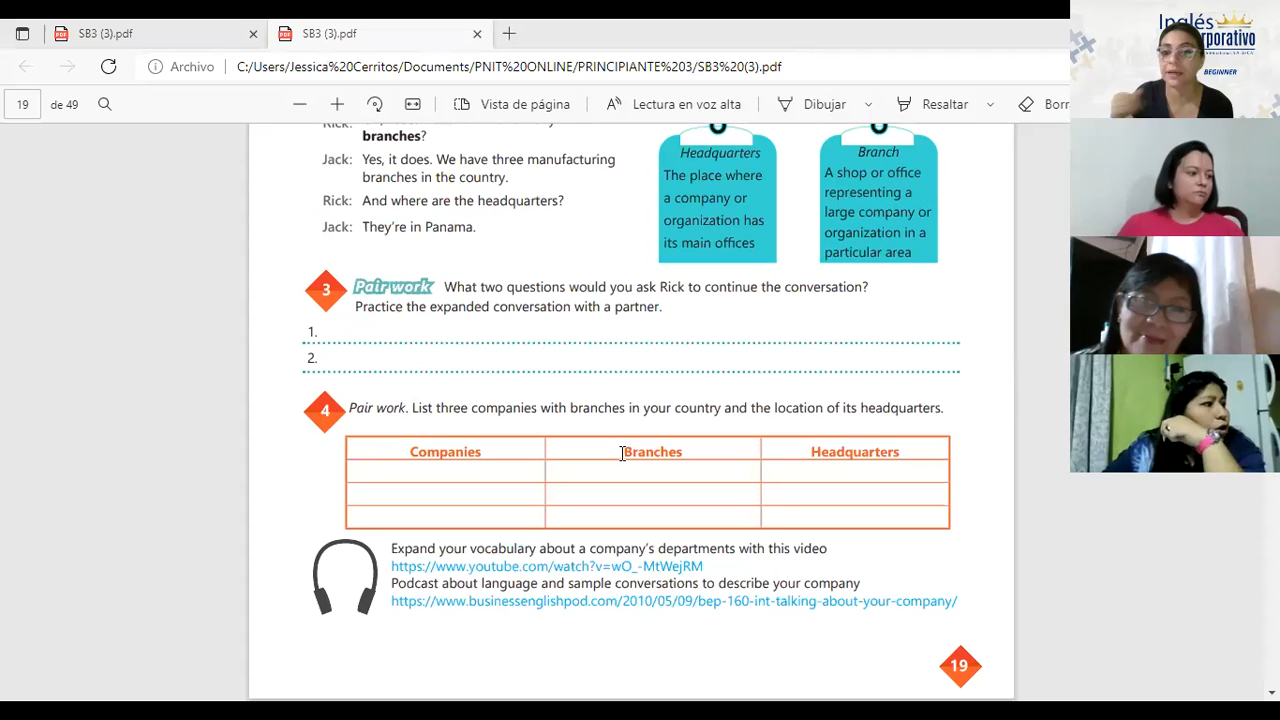 SB3 (3).pdf
SB3 (3).pdf
Archivo
C:/Users/Jessica%20Cerritos/Documents/PNIT%20ONLINE/PRINCIPIANTE%203/SB3%20(3).pdf
19
de 49
Vista de página
Lectura en voz alta
Dibujar
Resaltar
Borr
Inglés
BEGINNER
Rick:
branches?
Jack: Yes, it does. We have three manufacturing
branches in the country.
Rick: And where are the headquarters?
Jack: They're in Panama.
Headquarters
The place where
a company or
organization has
its main offices
Branch
A shop or office
representing a
large company or
organization in a
particular area
3 Pair work What two questions would you ask Rick to continue the conversation?
Practice the expanded conversation with a partner.
1.
2.
4 Pair work. List three companies with branches in your country and the location of its headquarters.
Companies Branches Headquarters
Expand your vocabulary about a company's departments with this video
https://www.youtube.com/watch?v=wO_-MtWejRM
Podcast about language and sample conversations to describe your company
https://www.businessenglishpod.com/2010/05/09/bep-160-int-talking-about-your-company/
19